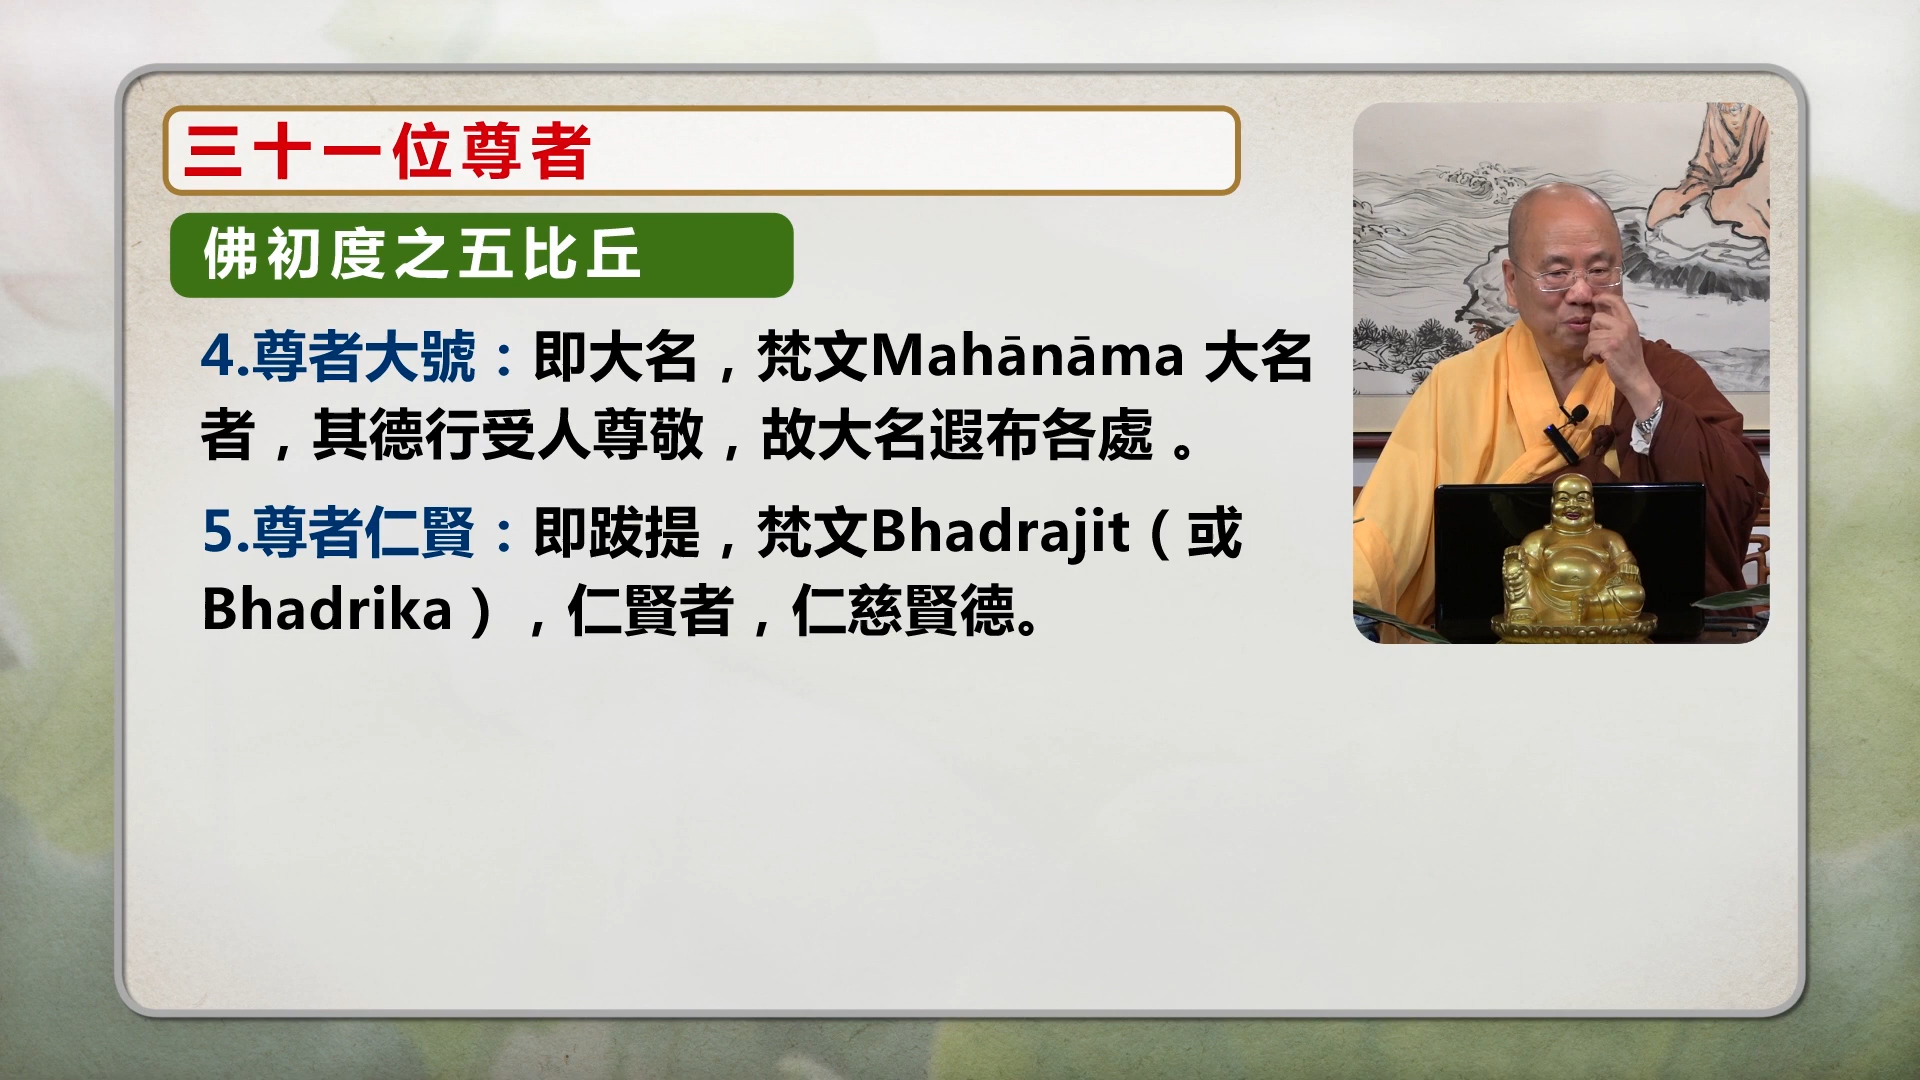 三十一位尊者
佛初度之五比丘
4.尊者大號：即大名，梵文Mahānāma 大名
者，其德行受人尊敬，故大名遐布各處 。
5.尊者仁賢：即跋提，梵文Bhadrajit（或
Bhadrika），仁賢者，仁慈賢德。